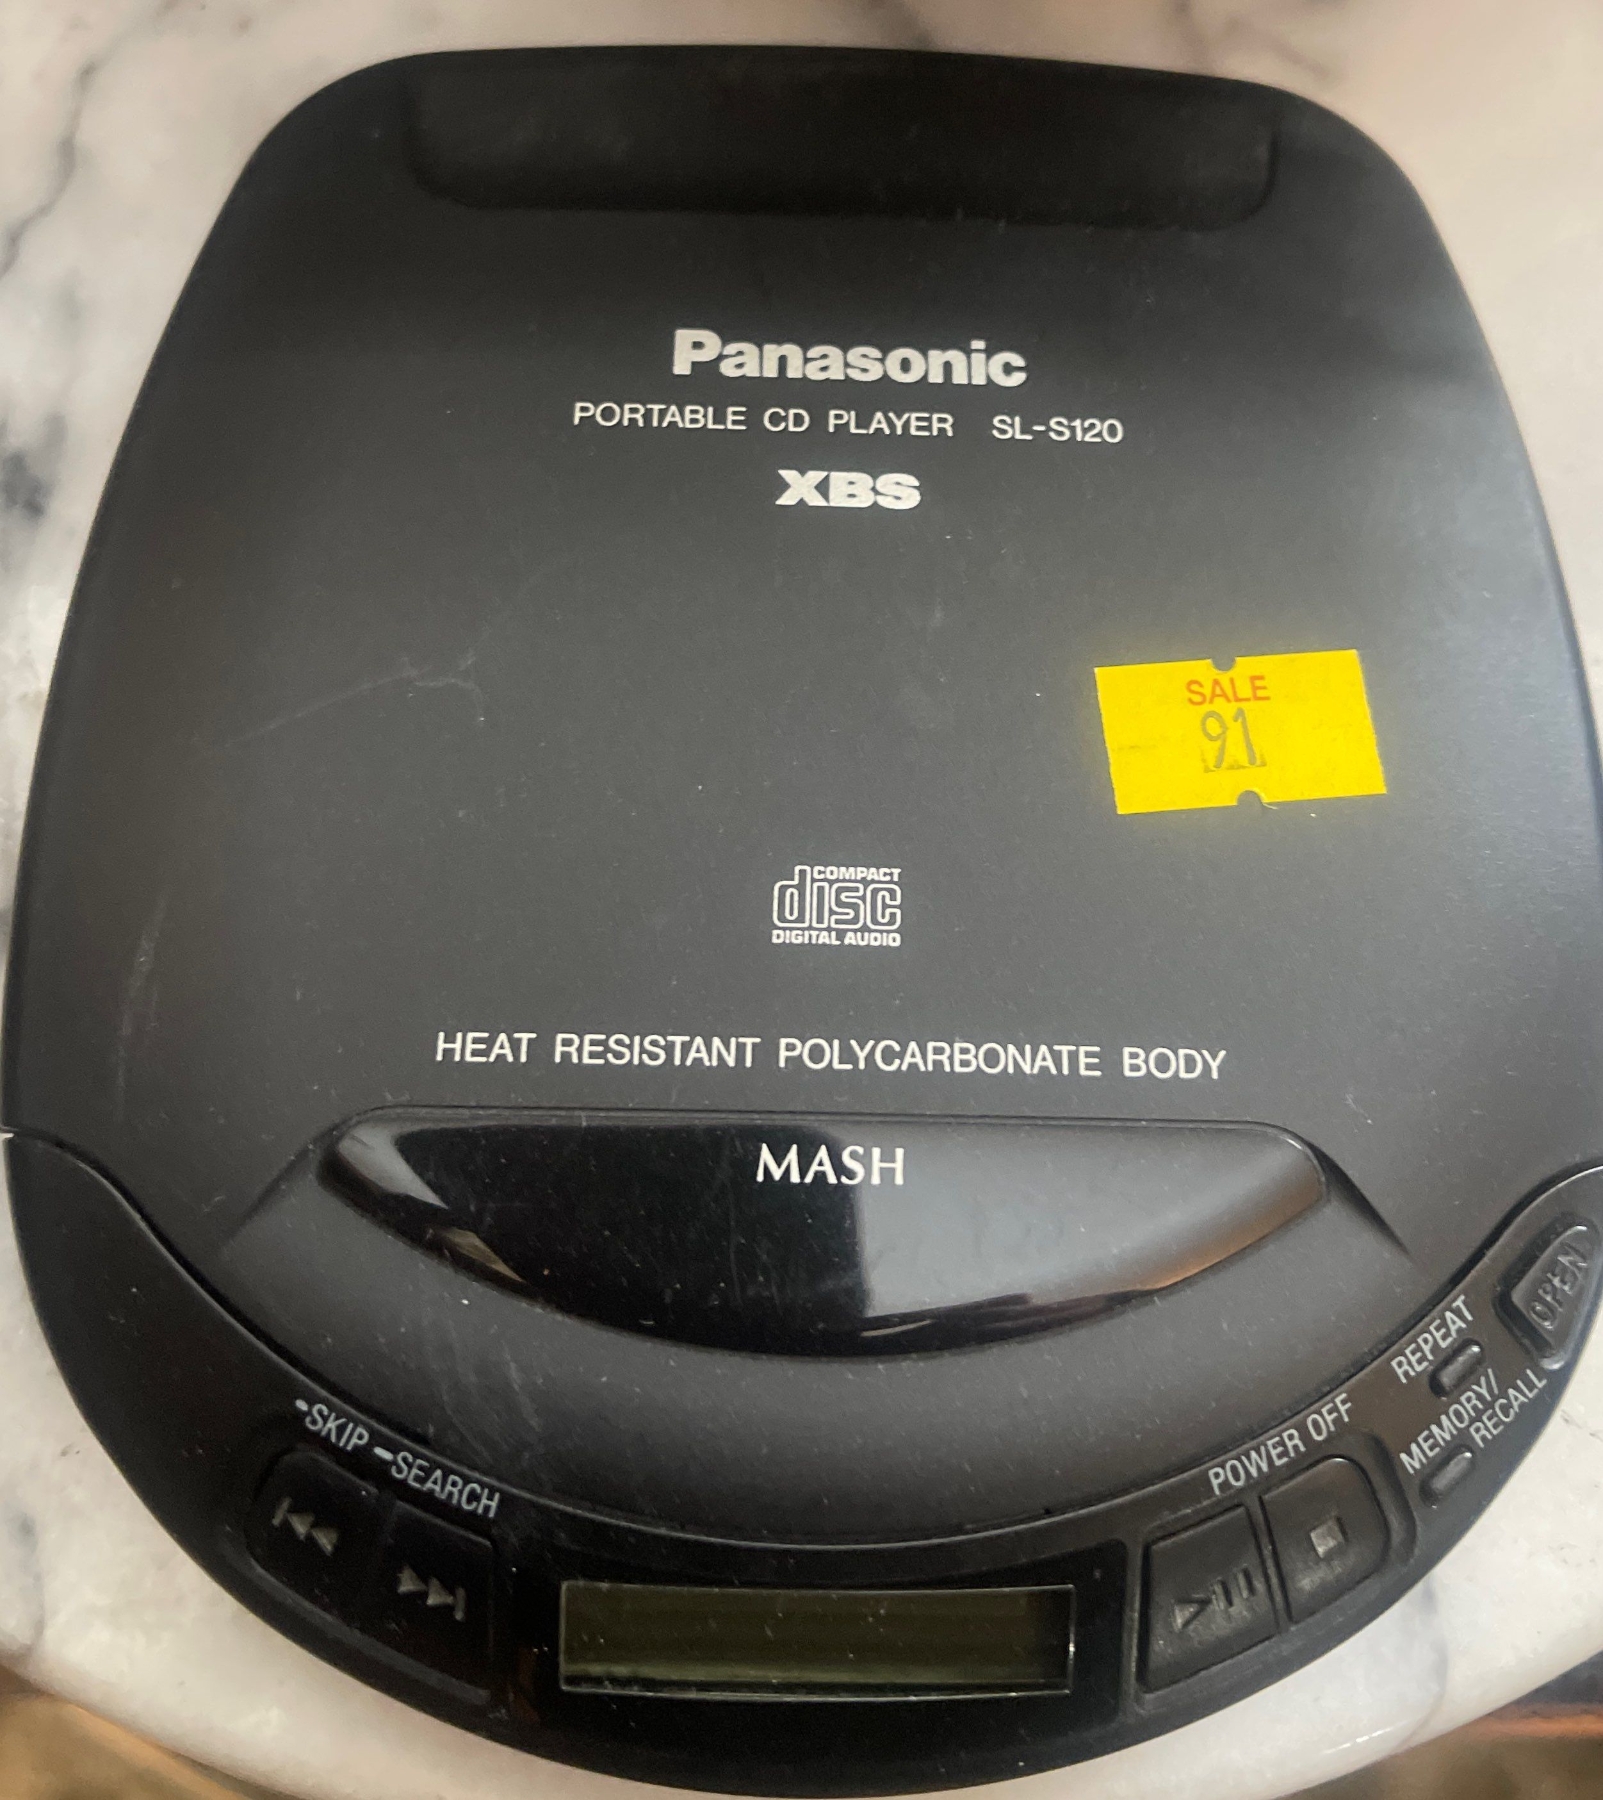 Panasonic
PORTABLE CD PLAYER SL-S120
XBS
SALE
91
COMPACT
disc
DIGITAL AUDIO
HEAT RESISTANT POLYCARBONATE BODY
MASH
OPEN
REPEAT
MEMORY/
RECALL
POWER OFF
SKIP SEARCH